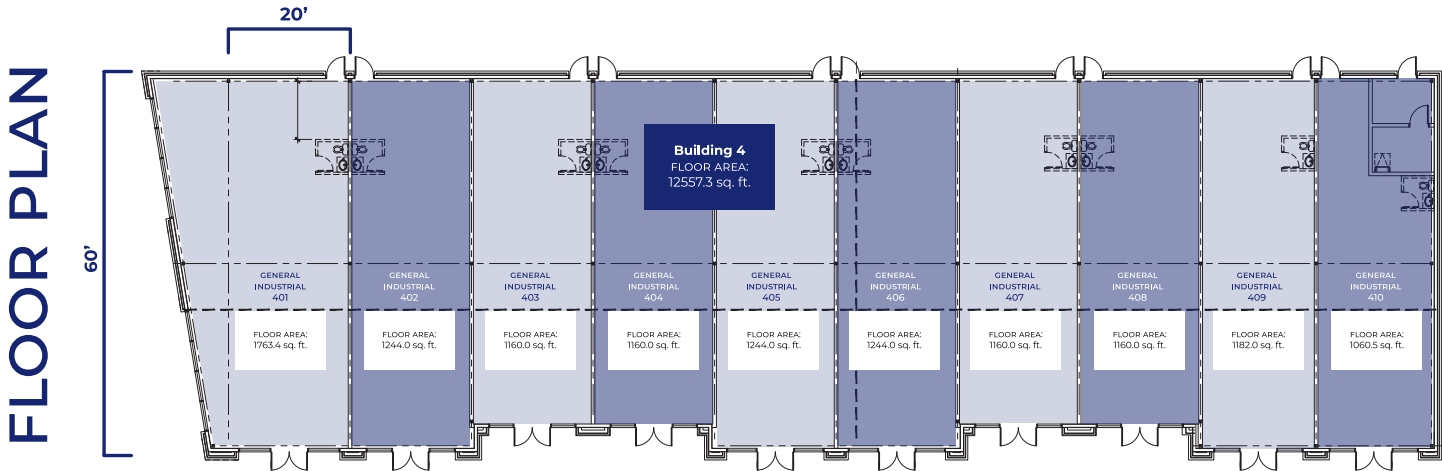 FLOOR PLAN
20’
60’
Building 4
FLOOR AREA:
12557.3 sq. ft.
GENERAL
INDUSTRIAL
401
FLOOR AREA:
1763.4 sq. ft.
GENERAL
INDUSTRIAL
402
FLOOR AREA:
1244.0 sq. ft.
GENERAL
INDUSTRIAL
403
FLOOR AREA:
1160.0 sq. ft.
GENERAL
INDUSTRIAL
404
FLOOR AREA:
1160.0 sq. ft.
GENERAL
INDUSTRIAL
405
FLOOR AREA:
1244.0 sq. ft.
GENERAL
INDUSTRIAL
406
FLOOR AREA:
1244.0 sq. ft.
GENERAL
INDUSTRIAL
407
FLOOR AREA:
1160.0 sq. ft.
GENERAL
INDUSTRIAL
408
FLOOR AREA:
1160.0 sq. ft.
GENERAL
INDUSTRIAL
409
FLOOR AREA:
1182.0 sq. ft.
GENERAL
INDUSTRIAL
410
FLOOR AREA:
1060.5 sq. ft.